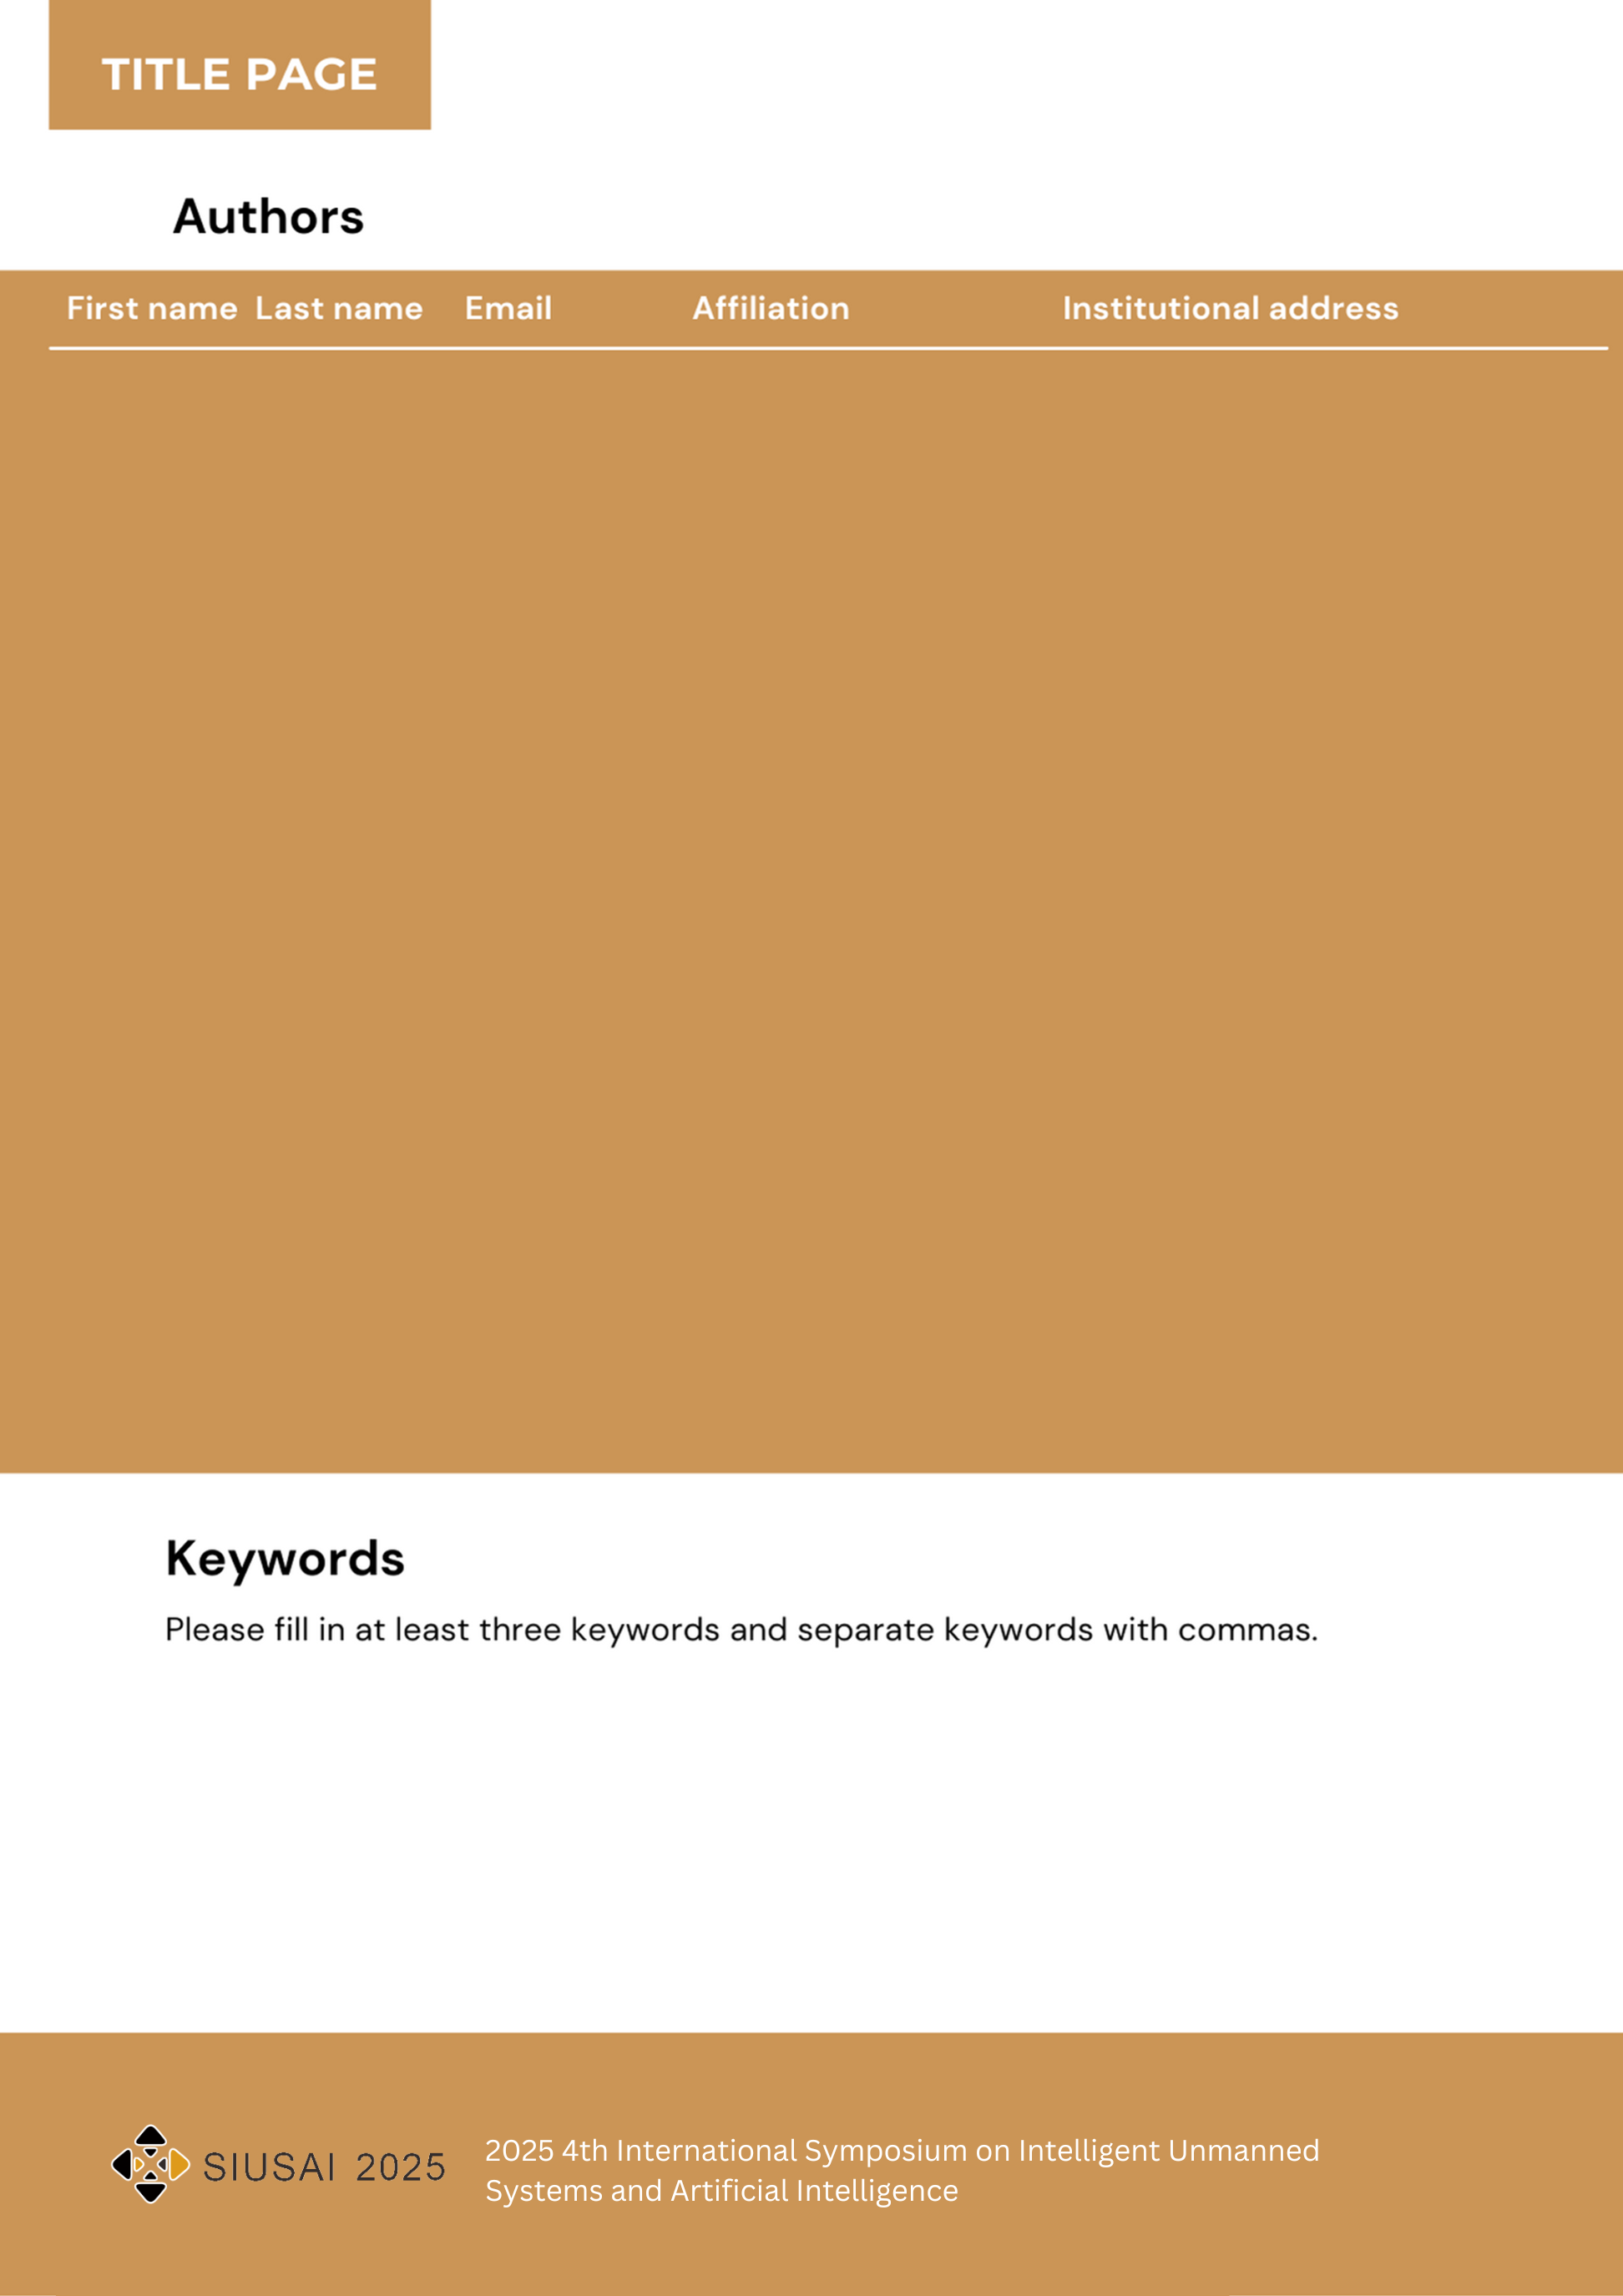 TITLE PAGE
Authors
First name Last name Email Affiliation Institutional address
Keywords
Please fill in at least three keywords and separate keywords with commas.
SIUSAI 2025
2025 4th International Symposium on Intelligent Unmanned
Systems and Artificial Intelligence